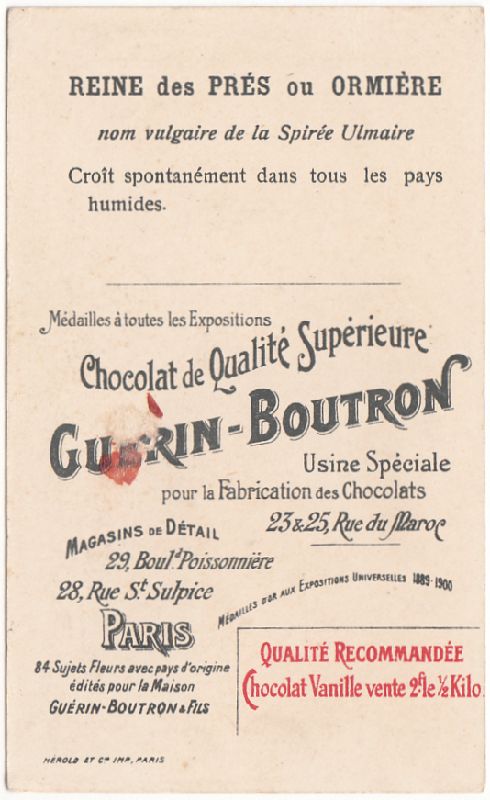 REINE des PRÉS ou ORMIÈRE
nom vulgaire de la Spirée Ulmaire
Croît spontanément dans tous les pays
humides.
Médailles à toutes les Expositions
Chocolat de Qualité Supérieure
GUÉRIN-BOUTRON
Usine Spéciale
pour la Fabrication des Chocolats
23 & 25, Rue du Maroc
MAGASINS DE DÉTAIL
29, Boul.d Poissonnière
28, Rue St Sulpice
PARIS
MÉDAILLES D'OR AUX EXPOSITIONS UNIVERSELLES 1889-1900
84 Sujets Fleurs avec pays d'origine
édités pour la Maison
GUÉRIN-BOUTRON & FILS
QUALITÉ RECOMMANDÉE
Chocolat Vanille vente 2f le ½ Kilo
HÉROLD ET Cie IMP, PARIS